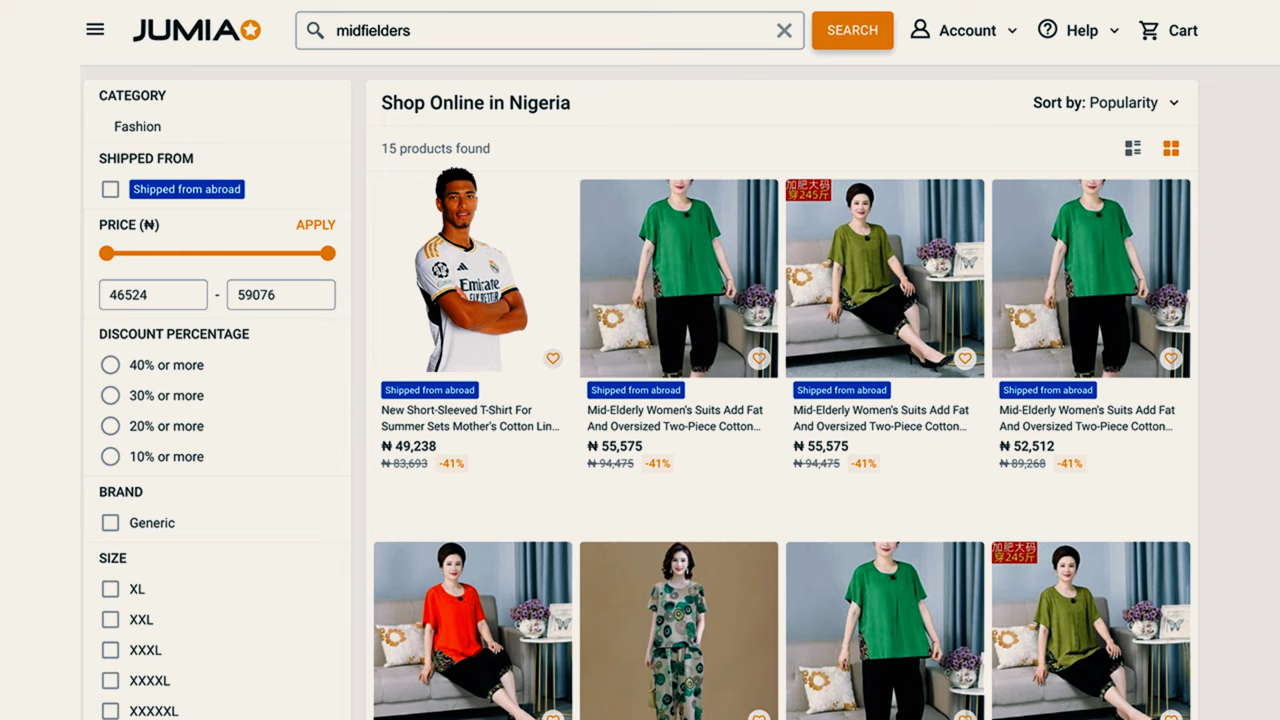 JUMIA
midfielders
SEARCH
Account
Help
Cart
CATEGORY
Fashion
SHIPPED FROM
Shipped from abroad
PRICE (₦)
APPLY
46524 - 59076
DISCOUNT PERCENTAGE
40% or more
30% or more
20% or more
10% or more
BRAND
Generic
SIZE
XL
XXL
XXXL
XXXXL
XXXXXL
Shop Online in Nigeria
Sort by: Popularity
15 products found
Emirate
FLY BETTER
加肥大码
穿245斤
Shipped from abroad
New Short-Sleeved T-Shirt For
Summer Sets Mother's Cotton Lin...
₦ 49,238
₦ 83,693 -41%
Shipped from abroad
Mid-Elderly Women's Suits Add Fat
And Oversized Two-Piece Cotton...
₦ 55,575
₦ 94,475 -41%
Shipped from abroad
Mid-Elderly Women's Suits Add Fat
And Oversized Two-Piece Cotton...
₦ 55,575
₦ 94,475 -41%
Shipped from abroad
Mid-Elderly Women's Suits Add Fat
And Oversized Two-Piece Cotton...
₦ 52,512
₦ 89,268 -41%
加肥大码
穿245斤